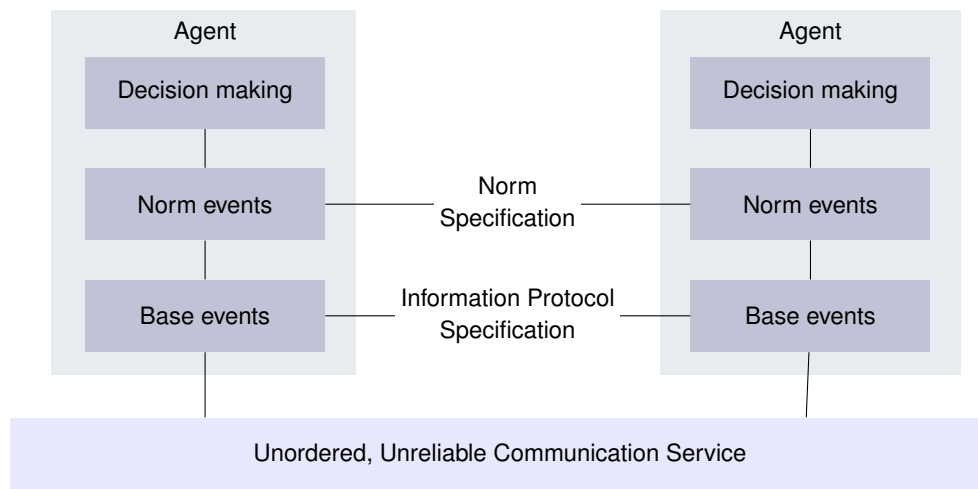 Agent
Agent
Decision making
Decision making
Norm events
Norm
Specification
Norm events
Base events
Information Protocol
Specification
Base events
Unordered, Unreliable Communication Service